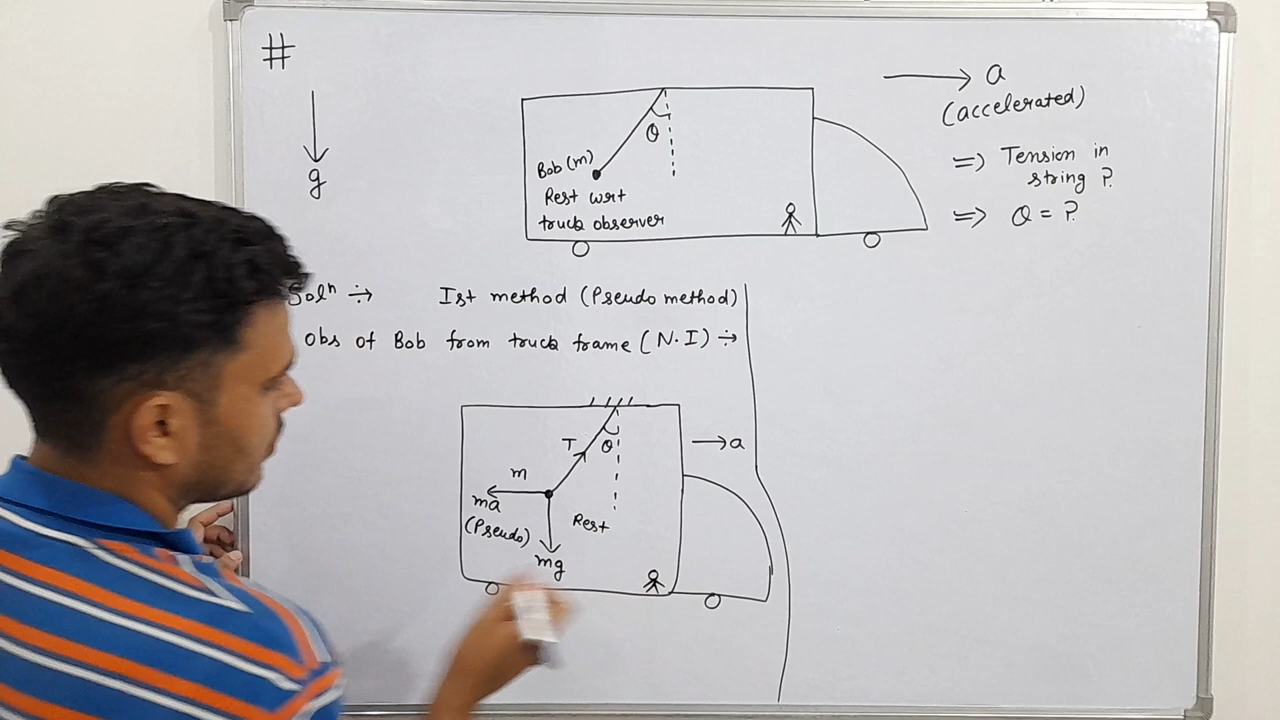 #
g
a
(accelerated)
=) Tension in
string ?
=> θ = ?
θ
Bob (m)
Rest wrt
truck observer
Solⁿ ÷ Ist method (Pseudo method)
Obs of Bob from truck frame (N.I) ÷
T
θ
a
m
ma
(Pseudo)
Rest
mg